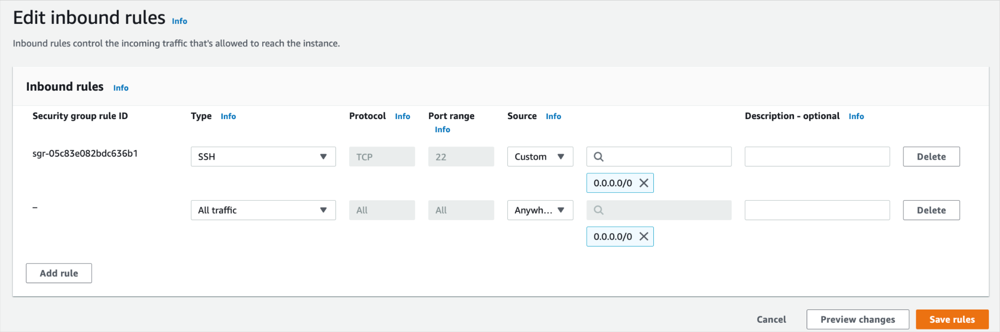 Edit inbound rules Info
Inbound rules control the incoming traffic that's allowed to reach the instance.
Inbound rules Info
Security group rule ID Type Info Protocol Info Port range Info Source Info Description - optional Info
sgr-05c83e082bdc636b1 SSH TCP 22 Custom Delete
0.0.0.0/0
– All traffic All All Anywh... Delete
0.0.0.0/0
Add rule
Cancel Preview changes Save rules